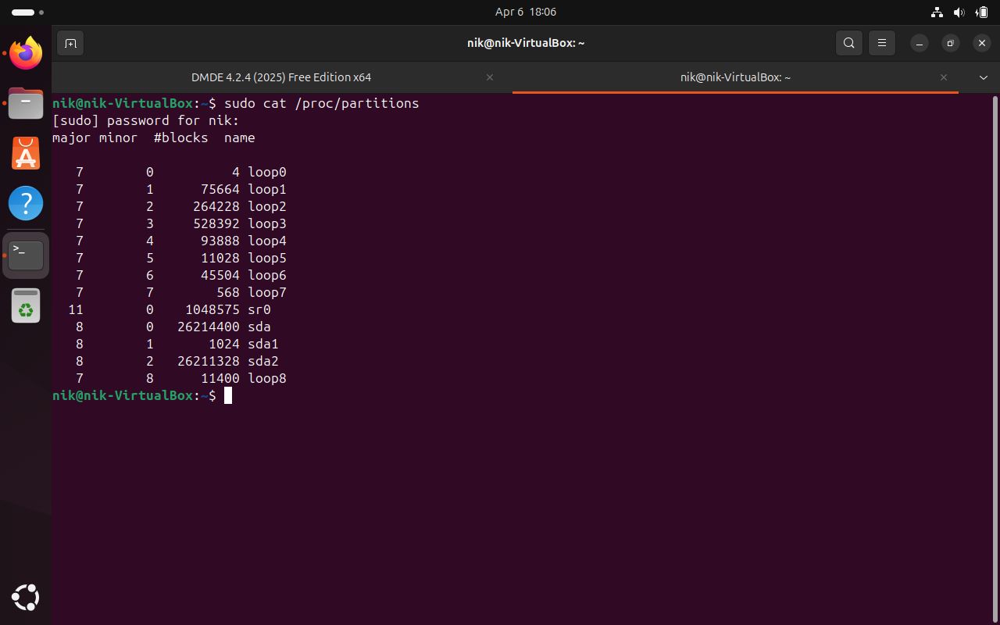 Apr 6 18:06
nik@nik-VirtualBox: ~
DMDE 4.2.4 (2025) Free Edition x64
nik@nik-VirtualBox: ~
nik@nik-VirtualBox:~$ sudo cat /proc/partitions
[sudo] password for nik:
major minor  #blocks  name
7        0          4 loop0
7        1      75664 loop1
7        2     264228 loop2
7        3     528392 loop3
7        4      93888 loop4
7        5      11028 loop5
7        6      45504 loop6
7        7        568 loop7
11        0    1048575 sr0
8        0   26214400 sda
8        1       1024 sda1
8        2   26211328 sda2
7        8      11400 loop8
nik@nik-VirtualBox:~$